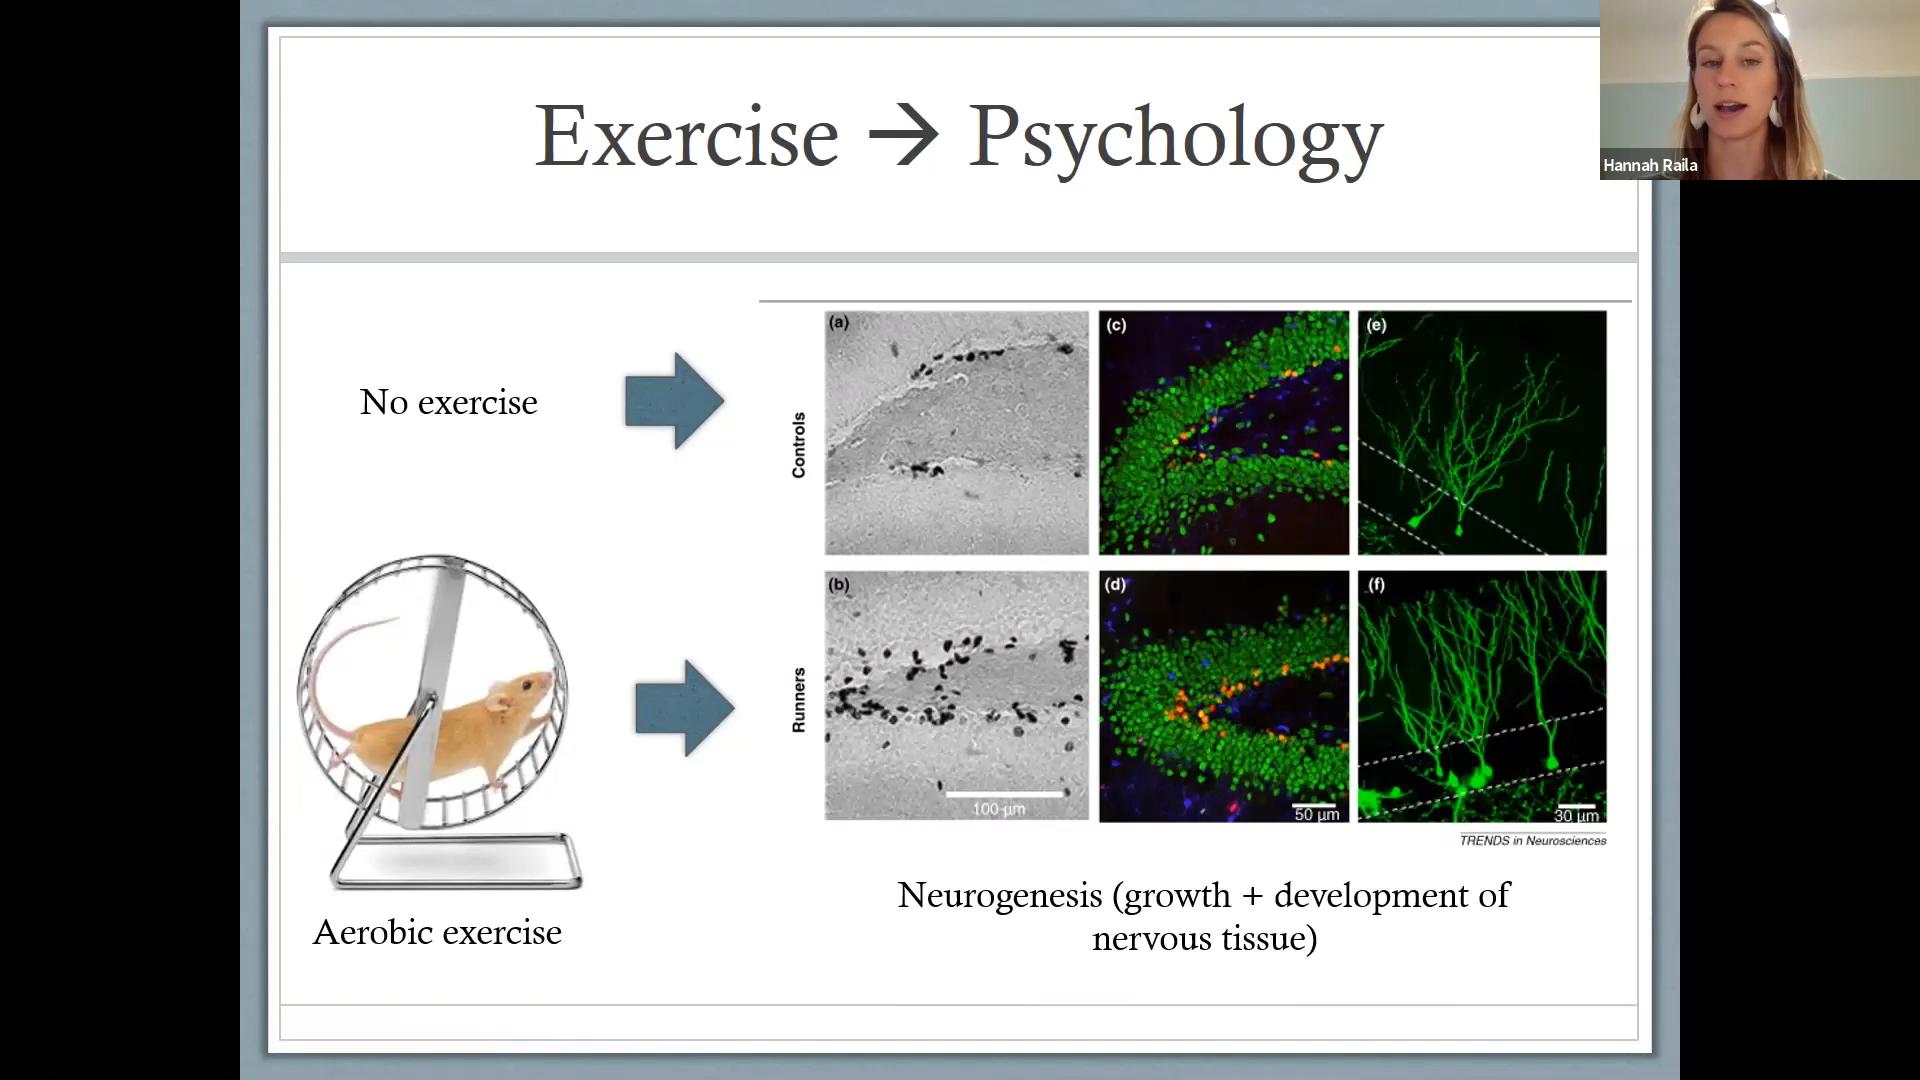 Exercise → Psychology
Hannah Raila
No exercise
Controls
(a)
(c)
(e)
Runners
(b)
(d)
(f)
100 µm
50 µm
30 µm
TRENDS in Neurosciences
Aerobic exercise
Neurogenesis (growth + development of
nervous tissue)